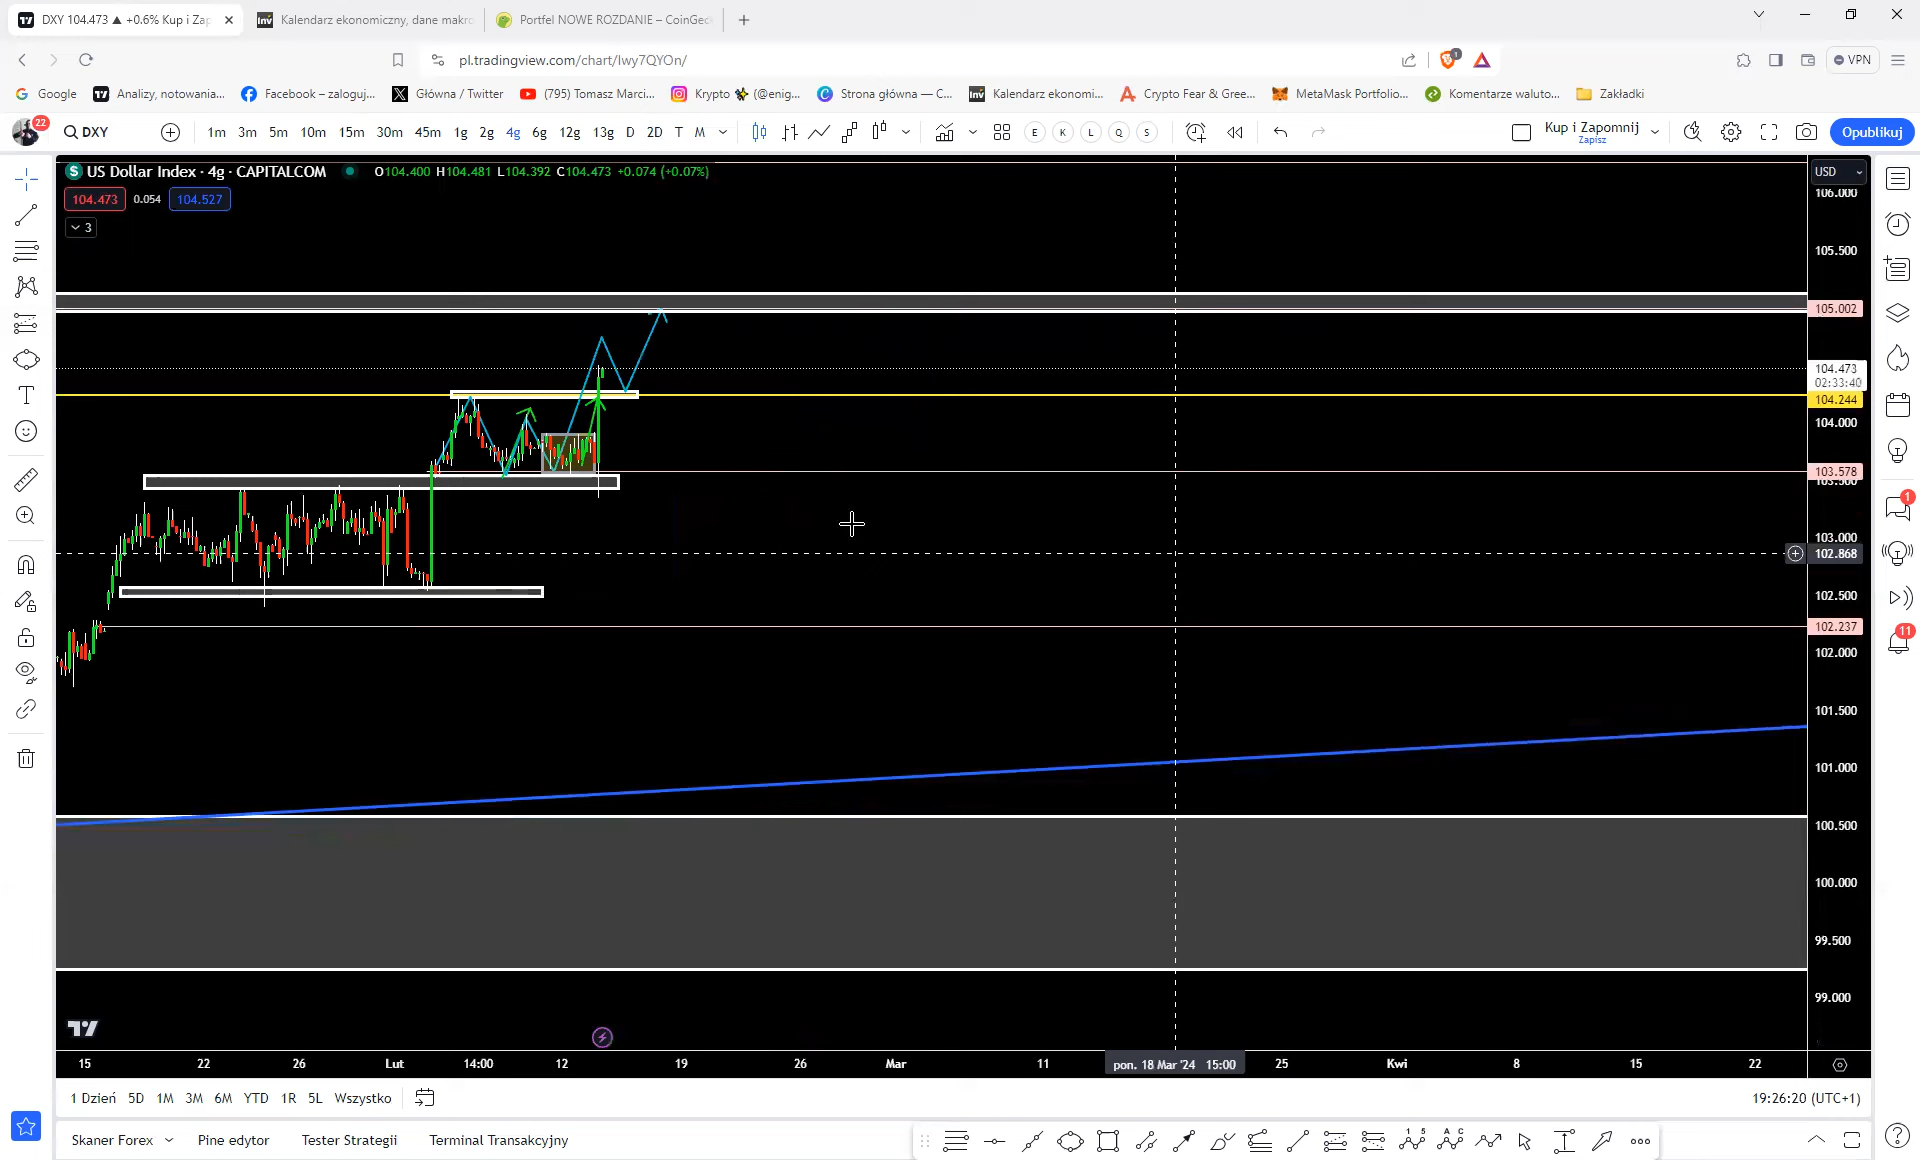 DXY 104.473 ▲ +0.6% Kup i Zap
Kalendarz ekonomiczny, dane makro
Portfel NOWE ROZDANIE – CoinGeck
pl.tradingview.com/chart/lwy7QYOn/
1
VPN
Google
Analizy, notowania...
Facebook – zaloguj...
Główna / Twitter
(795) Tomasz Marci...
Krypto (@enig...
Strona główna — C...
Kalendarz ekonomi...
Crypto Fear & Gree...
MetaMask Portfolio...
Komentarze waluto...
Zakładki
22
DXY
1m 3m 5m 10m 15m 30m 45m 1g 2g 4g 6g 12g 13g D 2D T M
E K L Q S
Kup i Zapomnij
Zapisz
Opublikuj
US Dollar Index · 4g · CAPITALCOM
O104.400 H104.481 L104.392 C104.473 +0.074 (+0.07%)
104.473 0.054 104.527
3
USD
106.000
105.500
105.002
104.473
02:33:40
104.244
104.000
103.578
103.500
103.000
102.868
102.500
102.237
102.000
101.500
101.000
100.500
100.000
99.500
99.000
1
11
15 22 26 Lut 14:00 12 19 26 Mar 11 pon. 18 Mar '24 15:00 25 Kwi 8 15 22
1 Dzień 5D 1M 3M 6M YTD 1R 5L Wszystko
19:26:20 (UTC+1)
Skaner Forex Pine edytor Tester Strategii Terminal Transakcyjny